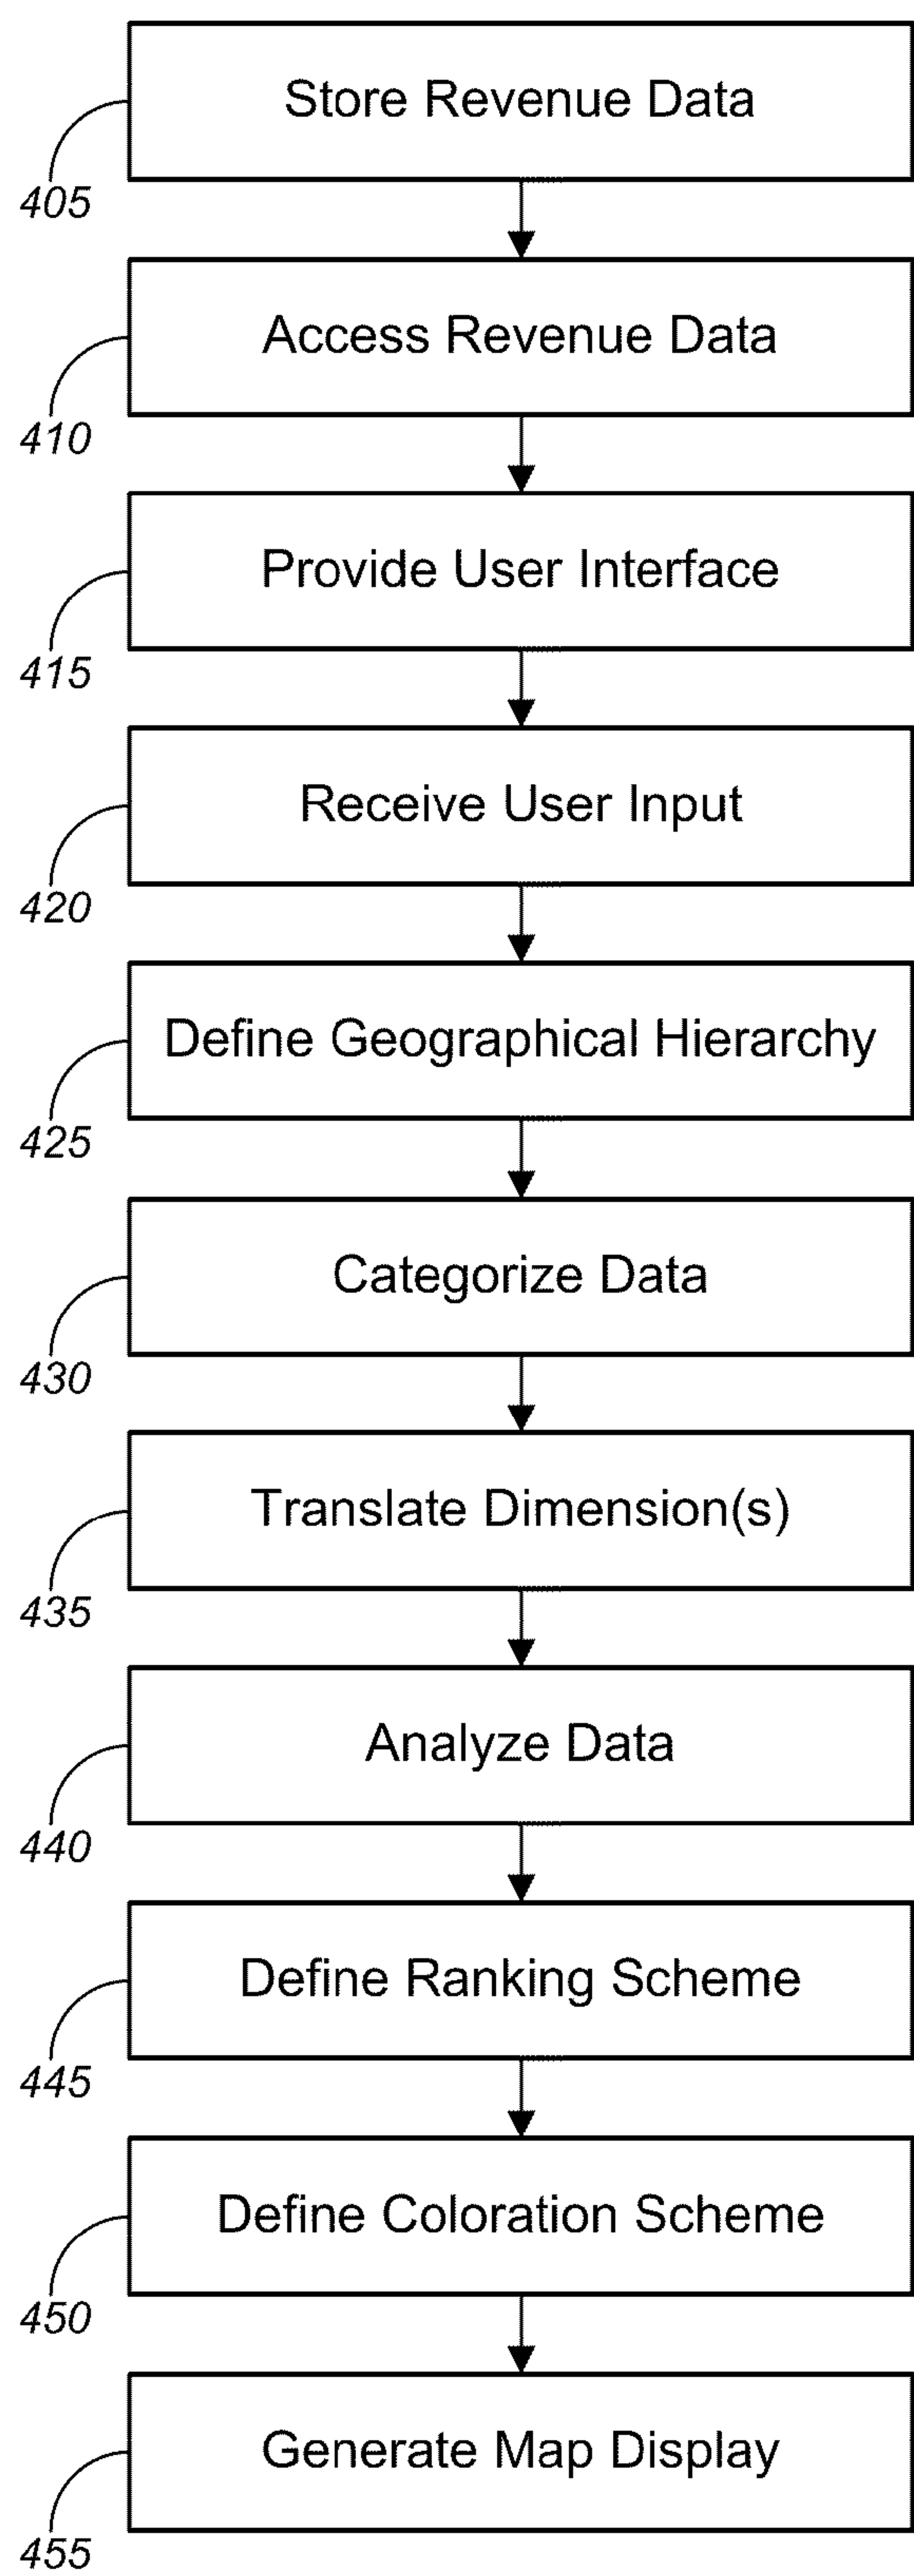 Store Revenue Data
405
Access Revenue Data
410
Provide User Interface
415
Receive User Input
420
Define Geographical Hierarchy
425
Categorize Data
430
Translate Dimension(s)
435
Analyze Data
440
Define Ranking Scheme
445
Define Coloration Scheme
450
Generate Map Display
455